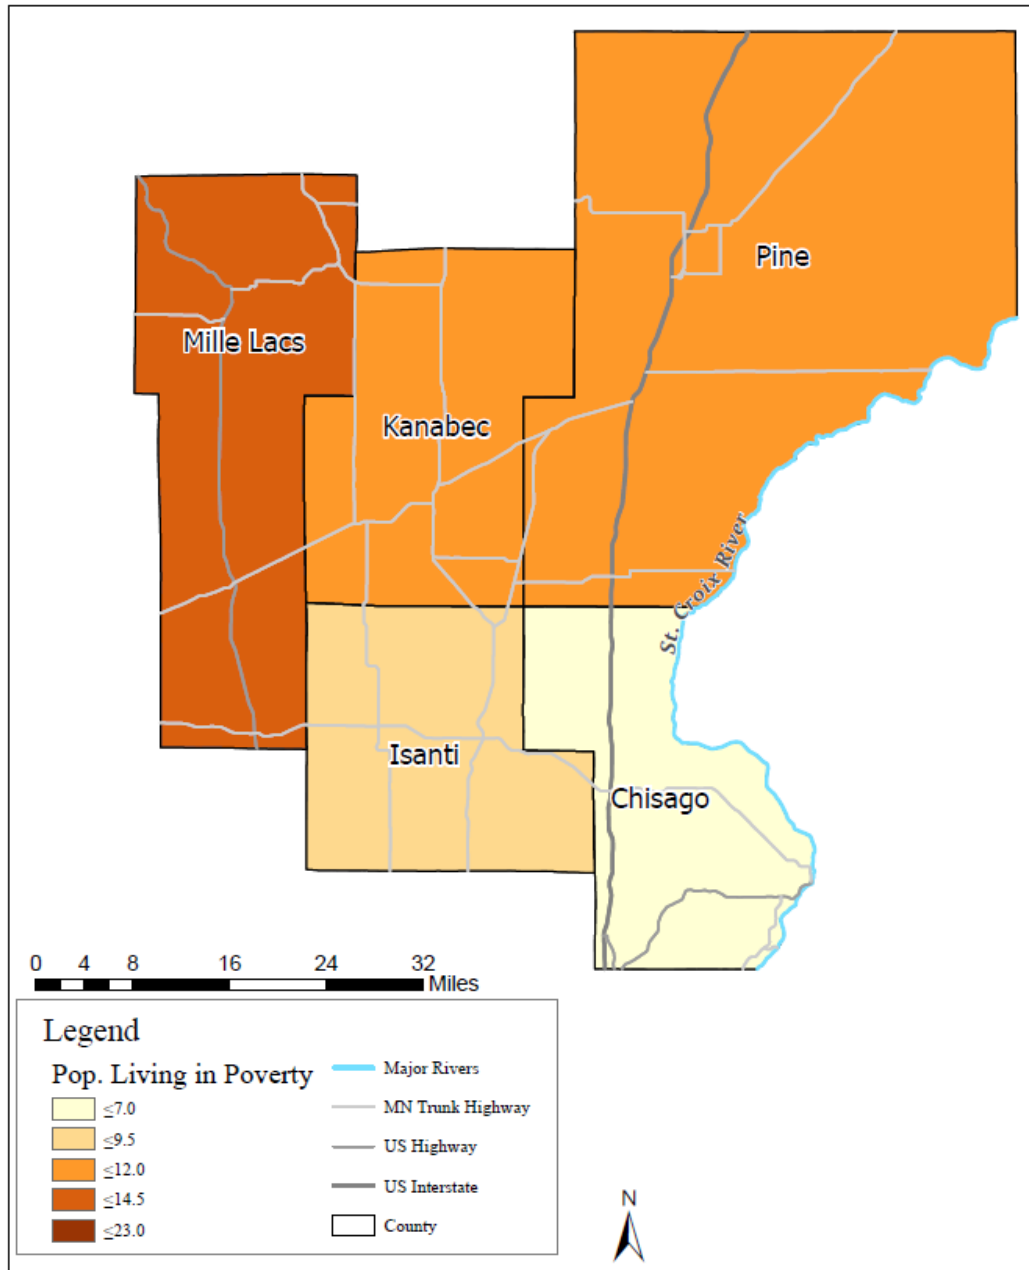 Pine
Mille Lacs
Kanabec
St. Croix River
Isanti
Chisago
0 4 8 16 24 32
Miles
Legend
Pop. Living in Poverty
≤7.0
≤9.5
≤12.0
≤14.5
≤23.0
Major Rivers
MN Trunk Highway
US Highway
US Interstate
County
N